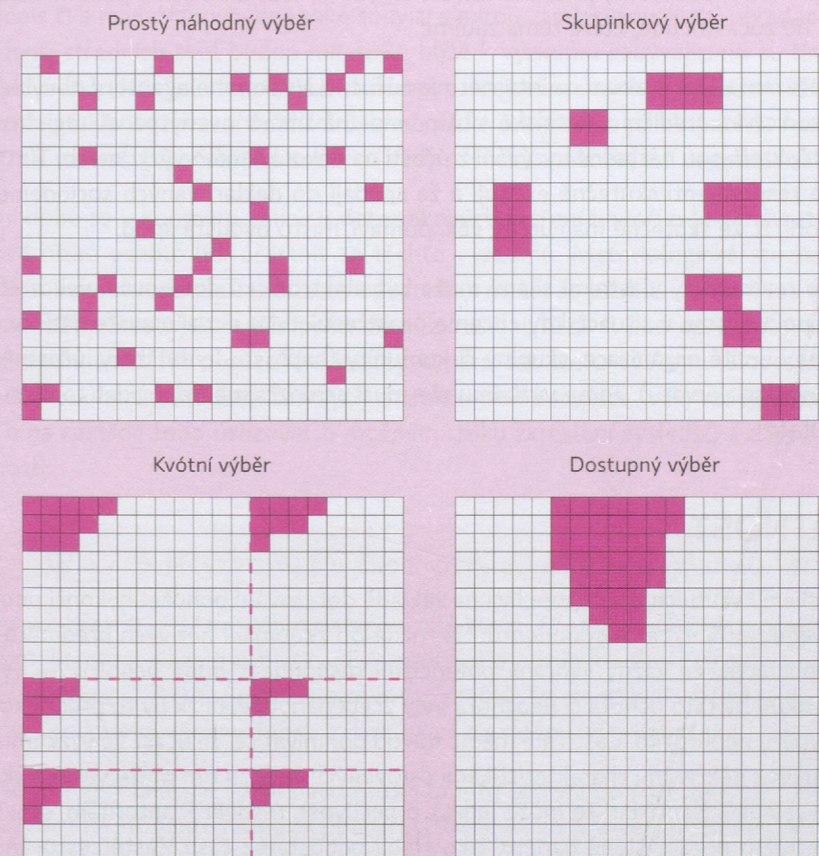 Prostý náhodný výběr
Skupinkový výběr
Kvótní výběr
Dostupný výběr